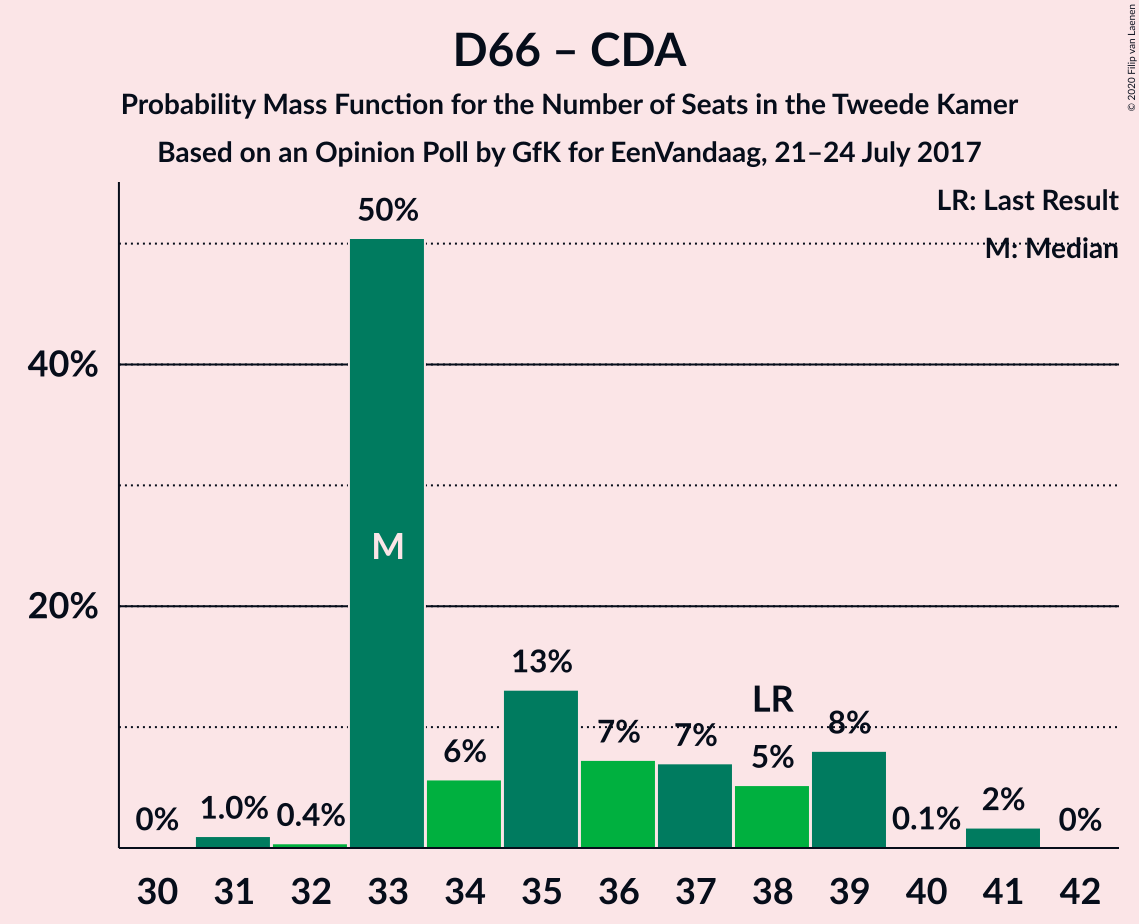 D66 – CDA
Probability Mass Function for the Number of Seats in the Tweede Kamer
Based on an Opinion Poll by GfK for EenVandaag, 21–24 July 2017
© 2020 Filip van Laenen
LR: Last Result
M: Median
50%
40%
M
20%
13%
LR
8%
7%
7%
6%
5%
0%
1.0%
0.4%
0.1%
2%
0%
30 31 32 33 34 35 36 37 38 39 40 41 42